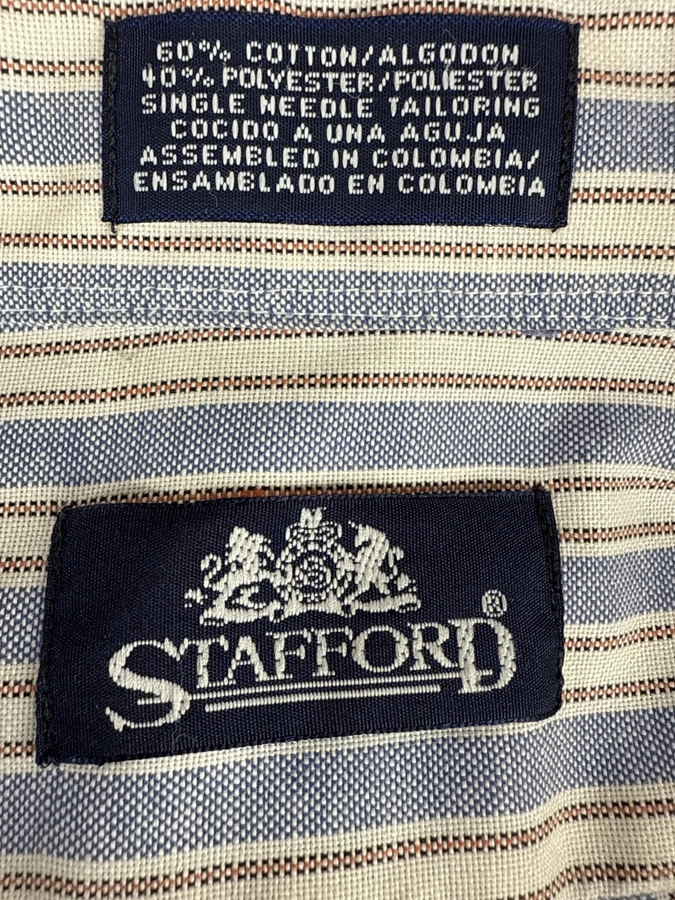 60% COTTON/ALGODON
40% POLYESTER/POLIESTER
SINGLE NEEDLE TAILORING
COCIDO A UNA AGUJA
ASSEMBLED IN COLOMBIA/
ENSAMBLADO EN COLOMBIA
STAFFORD®